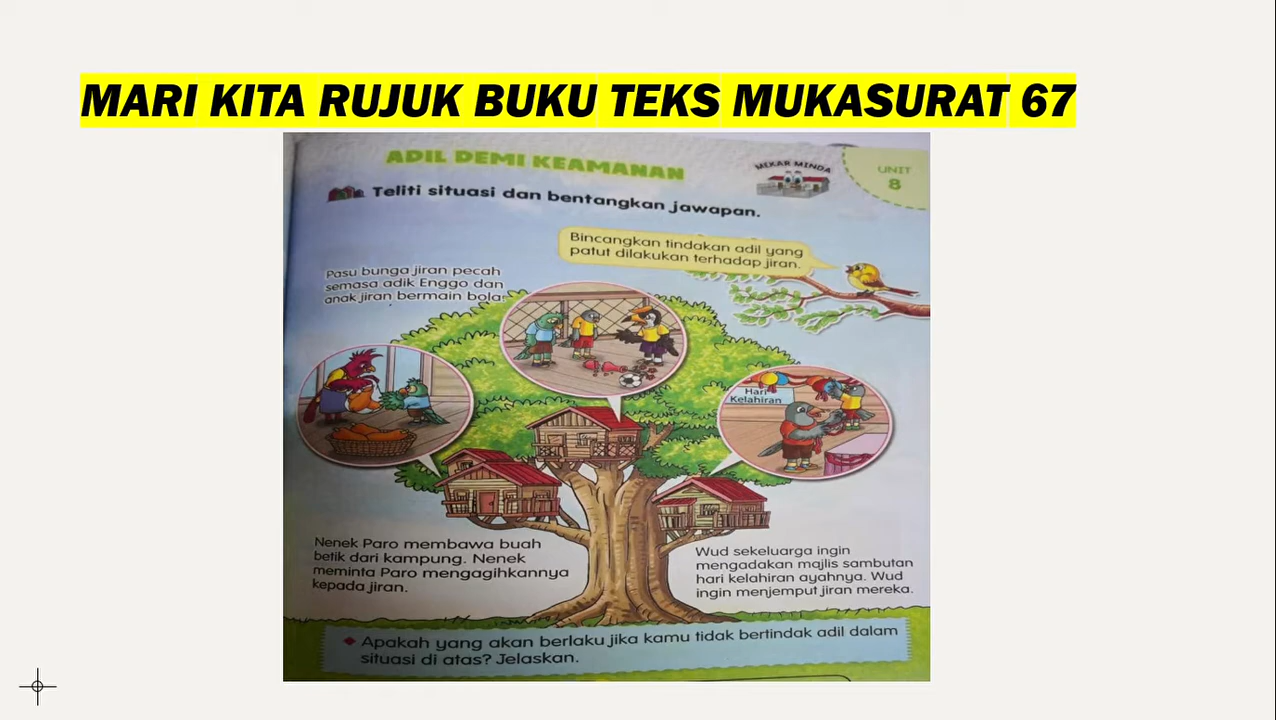 MARI KITA RUJUK BUKU TEKS MUKASURAT 67
ADIL DEMI KEAMANAN
MEKAR MINDA
UNIT
8
Teliti situasi dan bentangkan jawapan.
Bincangkan tindakan adil yang
patut dilakukan terhadap jiran.
Pasu bunga jiran pecah
semasa adik Enggo dan
anak jiran bermain bola.
Hari
Kelahiran
Nenek Paro membawa buah
betik dari kampung. Nenek
meminta Paro mengagihkannya
kepada jiran.
Wud sekeluarga ingin
mengadakan majlis sambutan
hari kelahiran ayahnya. Wud
ingin menjemput jiran mereka.
Apakah yang akan berlaku jika kamu tidak bertindak adil dalam
situasi di atas? Jelaskan.